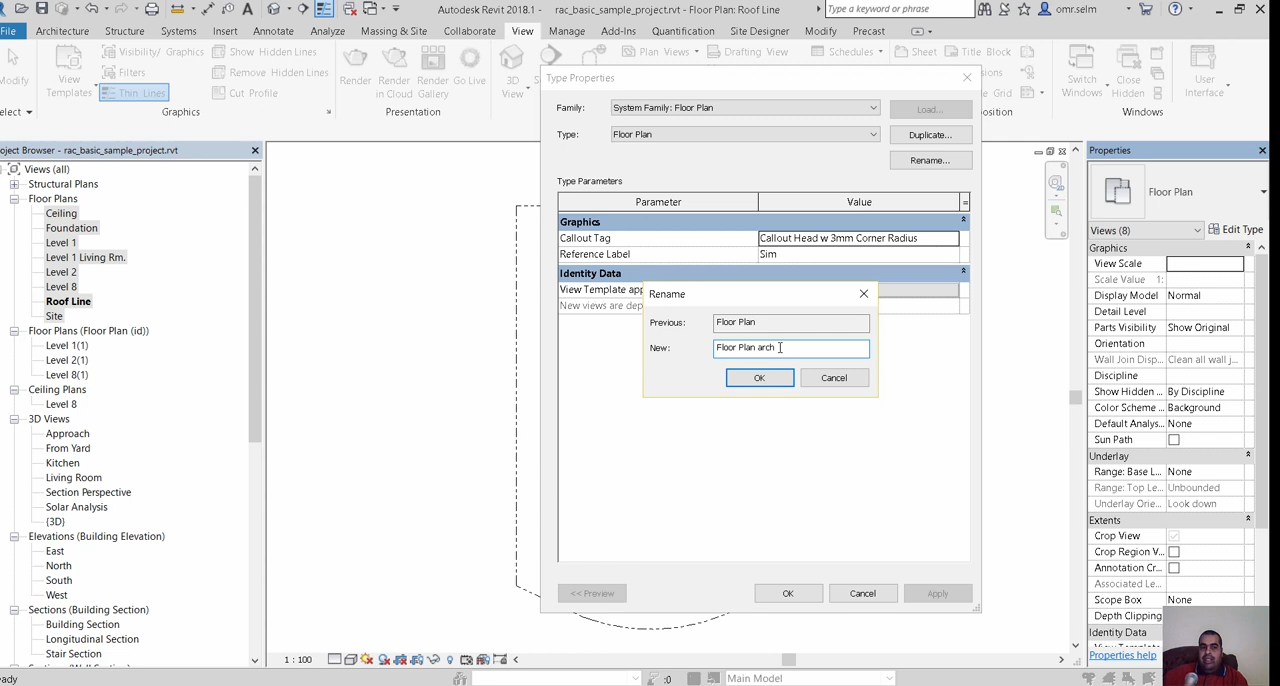 Autodesk Revit 2018.1 - rac_basic_sample_project.rvt - Floor Plan: Roof Line
Type a keyword or phrase
omr.selm
File Architecture Structure Systems Insert Annotate Analyze Massing & Site Collaborate View Manage Add-Ins Quantification Site Designer Modify Precast
Modify
View Templates
Visibility/ Graphics
Filters
Thin Lines
Show Hidden Lines
Remove Hidden Lines
Cut Profile
Render
Render in Cloud
Render Gallery
Go Live
3D View
Plan Views
Drafting View
Schedules
Sheet
Title Block
Switch Windows
Close Hidden
User Interface
elect
Graphics
Presentation
osition
Windows
oject Browser - rac_basic_sample_project.rvt
Views (all)
Structural Plans
Floor Plans
Ceiling
Foundation
Level 1
Level 1 Living Rm.
Level 2
Level 8
Roof Line
Site
Floor Plans (Floor Plan (id))
Level 1(1)
Level 2(1)
Level 8(1)
Ceiling Plans
Level 8
3D Views
Approach
From Yard
Kitchen
Living Room
Section Perspective
Solar Analysis
{3D}
Elevations (Building Elevation)
East
North
South
West
Sections (Building Section)
Building Section
Longitudinal Section
Stair Section
Type Properties
Family: System Family: Floor Plan Load...
Type: Floor Plan Duplicate...
Rename...
Type Parameters
Parameter Value =
Graphics
Callout Tag Callout Head w 3mm Corner Radius
Reference Label Sim
Identity Data
View Template app
New views are dep
Rename
Previous: Floor Plan
New: Floor Plan arch
OK Cancel
<< Preview OK Cancel Apply
Properties
Floor Plan
Views (8) Edit Type
Graphics
View Scale
Scale Value 1:
Display Model Normal
Detail Level
Parts Visibility Show Original
Orientation
Wall Join Disp... Clean all wall j...
Discipline
Show Hidden ... By Discipline
Color Scheme ... Background
Default Analys... None
Sun Path
Underlay
Range: Base L... None
Range: Top Le... Unbounded
Underlay Orie... Look down
Extents
Crop View
Crop Region V...
Annotation Cr...
Associated Le...
Scope Box None
Depth Clipping
Identity Data
Properties help
1 : 100
eady
:0
Main Model